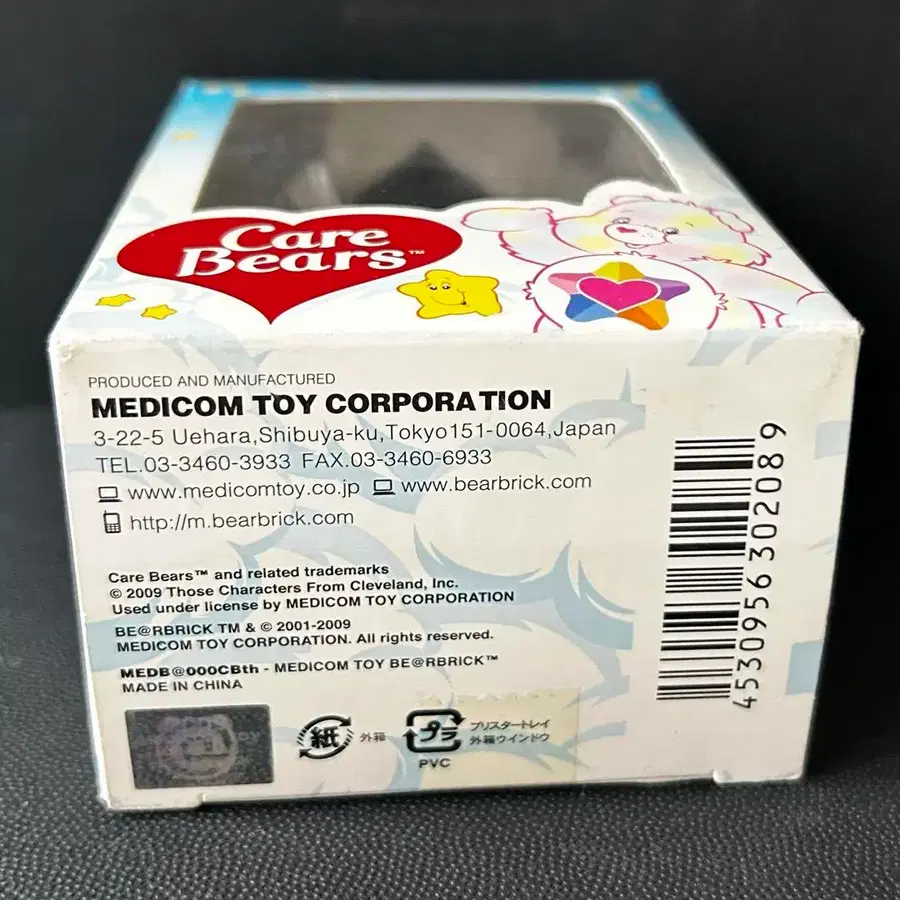 Care
Bears™
PRODUCED AND MANUFACTURED
MEDICOM TOY CORPORATION
3-22-5 Uehara,Shibuya-ku,Tokyo151-0064,Japan
TEL.03-3460-3933 FAX.03-3460-6933
www.medicomtoy.co.jp www.bearbrick.com
http://m.bearbrick.com
Care Bears™ and related trademarks
© 2009 Those Characters From Cleveland, Inc.
Used under license by MEDICOM TOY CORPORATION
BE@RBRICK TM & © 2001-2009
MEDICOM TOY CORPORATION. All rights reserved.
MEDB@000CBth - MEDICOM TOY BE@RBRICK™
MADE IN CHINA
紙 外箱
プラ ブリスタートレイ
外箱ウインドウ
PVC
4530956302089